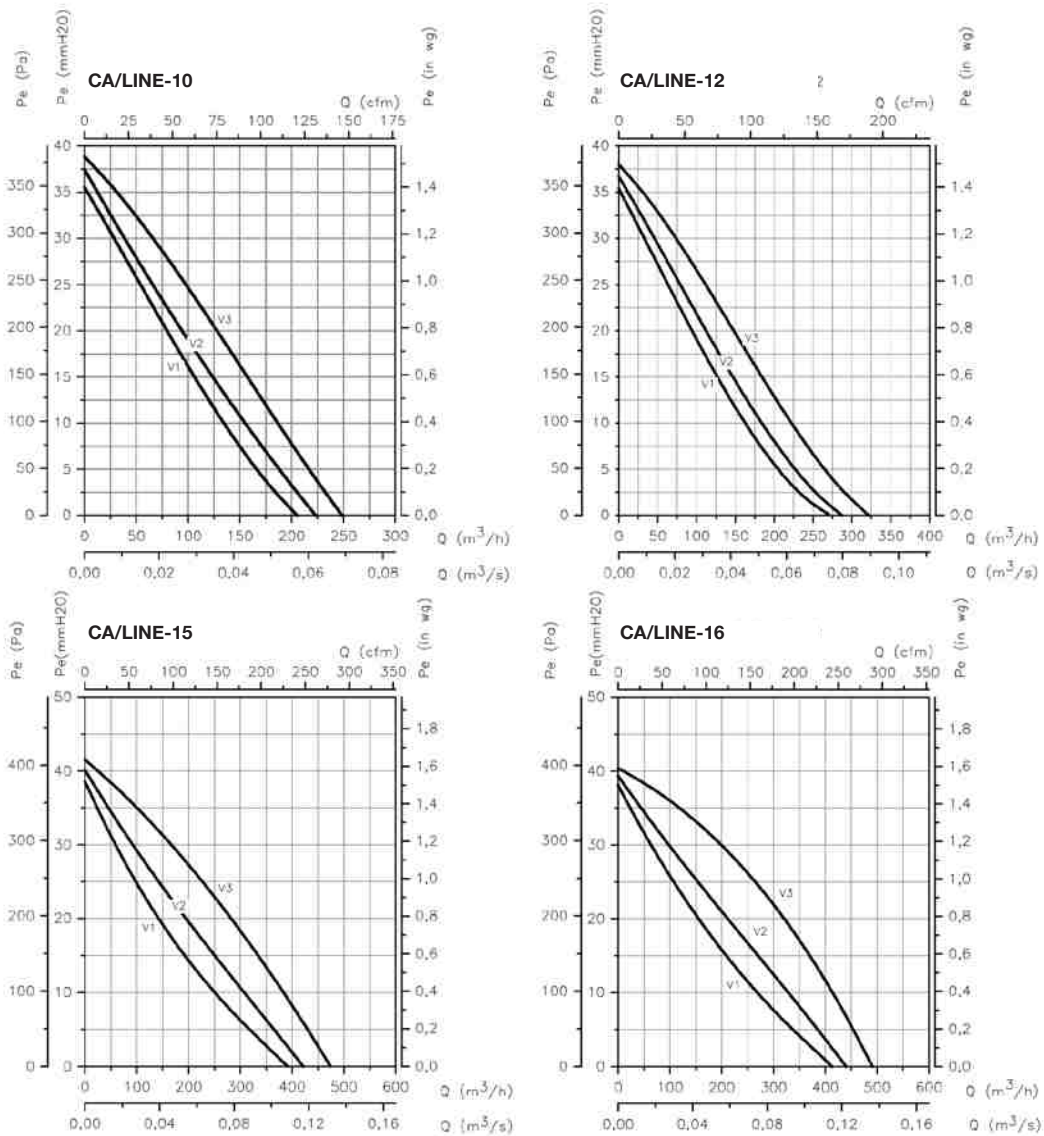 CA/LINE-10
Pe (Pa)
Pe (mmH2O)
Pe (in wg)
Q (cfm)
0 25 50 75 100 125 150 175
40
350 1,4
300 30 1,2
250 25 1,0
200 20 0,8
150 15 0,6
100 10 0,4
50 5 0,2
0 0 0,0
V3
V2
V1
0 50 100 150 200 250 300 Q (m³/h)
0,00 0,02 0,04 0,06 0,08 Q (m³/s)
CA/LINE-12
2
Pe (Pa)
Pe (mmH2O)
Pe (in wg)
Q (cfm)
0 50 100 150 200
40
350 35 1,4
300 30 1,2
250 25 1,0
200 20 0,8
150 15 0,6
100 10 0,4
50 5 0,2
0 0 0,0
V3
V2
V1
0 50 100 150 200 250 300 350 400 Q (m³/h)
0,00 0,02 0,04 0,06 0,08 0,10 Q (m³/s)
CA/LINE-15
Pe (Pa)
Pe(mmH2O)
Pe (in wg)
Q (cfm)
0 50 100 150 200 250 300 350
50
1,8
400 40 1,6
1,4
300 30 1,2
1,0
200 20 0,8
0,6
100 10 0,4
0,2
0 0 0,0
V3
V2
V1
0 100 200 300 400 500 600 Q (m³/h)
0,00 0,04 0,08 0,12 0,16 Q (m³/s)
CA/LINE-16
Pe (Pa)
Pe(mmH2O)
Pe (in wg)
Q (cfm)
0 50 100 150 200 250 300 350
50
1,8
400 40 1,6
1,4
300 30 1,2
1,0
200 20 0,8
0,6
100 10 0,4
0,2
0 0 0,0
V3
V2
V1
0 100 200 300 400 500 600 Q (m³/h)
0,00 0,04 0,08 0,12 0,16 Q (m³/s)